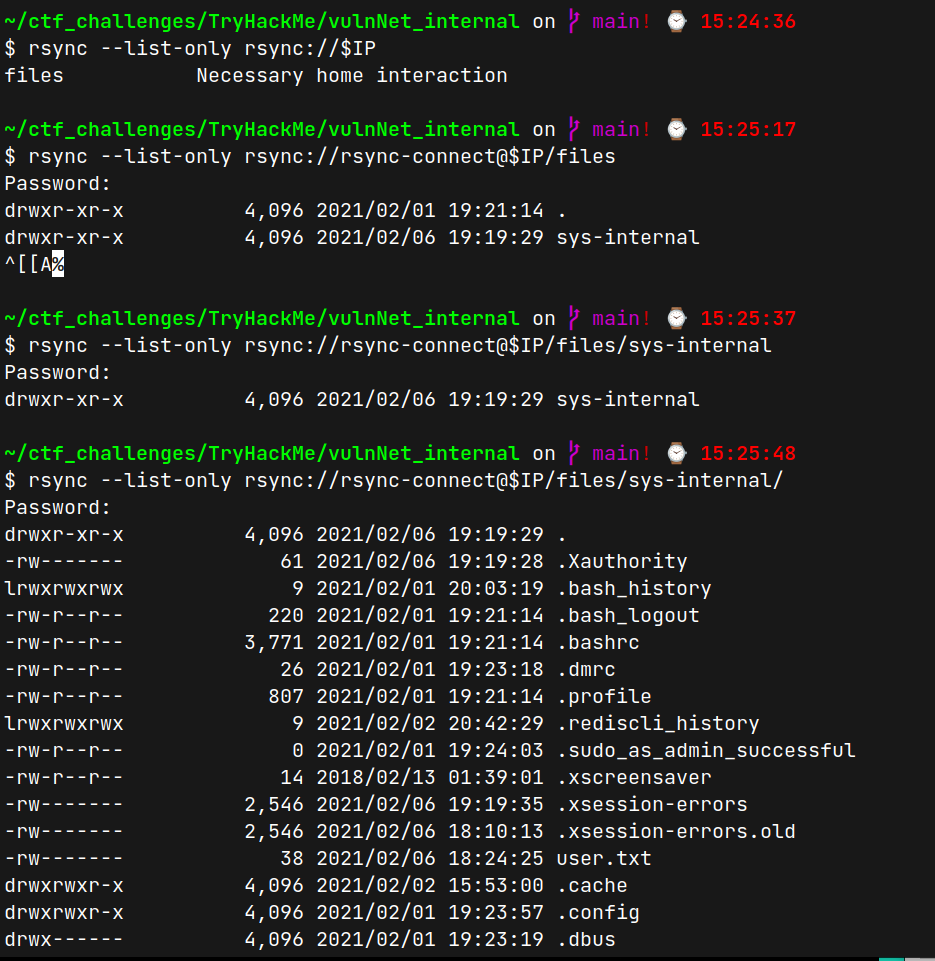 ~/ctf_challenges/TryHackMe/vulnNet_internal on  main! ⌚ 15:24:36
$ rsync --list-only rsync://$IP
files           Necessary home interaction
~/ctf_challenges/TryHackMe/vulnNet_internal on  main! ⌚ 15:25:17
$ rsync --list-only rsync://rsync-connect@$IP/files
Password:
drwxr-xr-x          4,096 2021/02/01 19:21:14 .
drwxr-xr-x          4,096 2021/02/06 19:19:29 sys-internal
^[[A%
~/ctf_challenges/TryHackMe/vulnNet_internal on  main! ⌚ 15:25:37
$ rsync --list-only rsync://rsync-connect@$IP/files/sys-internal
Password:
drwxr-xr-x          4,096 2021/02/06 19:19:29 sys-internal
~/ctf_challenges/TryHackMe/vulnNet_internal on  main! ⌚ 15:25:48
$ rsync --list-only rsync://rsync-connect@$IP/files/sys-internal/
Password:
drwxr-xr-x          4,096 2021/02/06 19:19:29 .
-rw-------             61 2021/02/06 19:19:28 .Xauthority
lrwxrwxrwx              9 2021/02/01 20:03:19 .bash_history
-rw-r--r--            220 2021/02/01 19:21:14 .bash_logout
-rw-r--r--          3,771 2021/02/01 19:21:14 .bashrc
-rw-r--r--             26 2021/02/01 19:23:18 .dmrc
-rw-r--r--            807 2021/02/01 19:21:14 .profile
lrwxrwxrwx              9 2021/02/02 20:42:29 .rediscli_history
-rw-r--r--              0 2021/02/01 19:24:03 .sudo_as_admin_successful
-rw-r--r--             14 2018/02/13 01:39:01 .xscreensaver
-rw-------          2,546 2021/02/06 19:19:35 .xsession-errors
-rw-------          2,546 2021/02/06 18:10:13 .xsession-errors.old
-rw-------             38 2021/02/06 18:24:25 user.txt
drwxrwxr-x          4,096 2021/02/02 15:53:00 .cache
drwxrwxr-x          4,096 2021/02/01 19:23:57 .config
drwx------          4,096 2021/02/01 19:23:19 .dbus